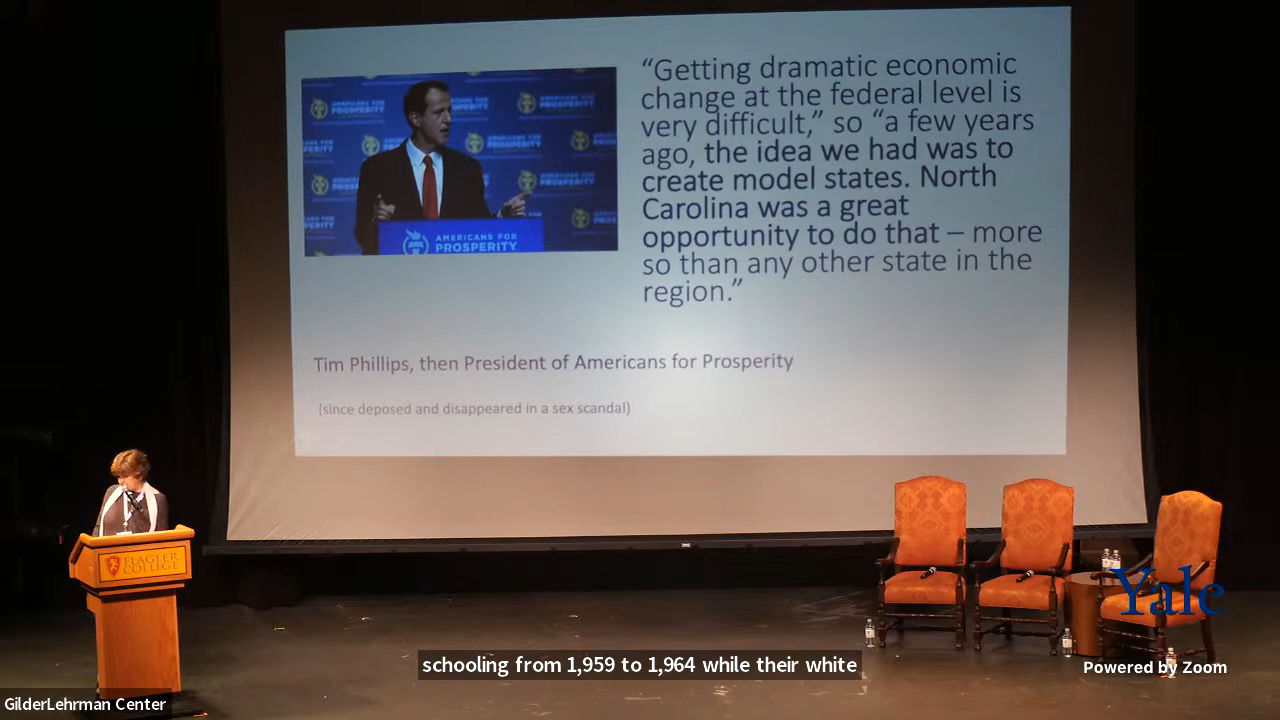 “Getting dramatic economic
change at the federal level is
very difficult,” so “a few years
ago, the idea we had was to
create model states. North
Carolina was a great
opportunity to do that – more
so than any other state in the
region.”
AMERICANS FOR
PROSPERITY
Tim Phillips, then President of Americans for Prosperity
(since deposed and disappeared in a sex scandal)
FLAGLER
COLLEGE
Yale
schooling from 1,959 to 1,964 while their white
Powered by Zoom
GilderLehrman Center